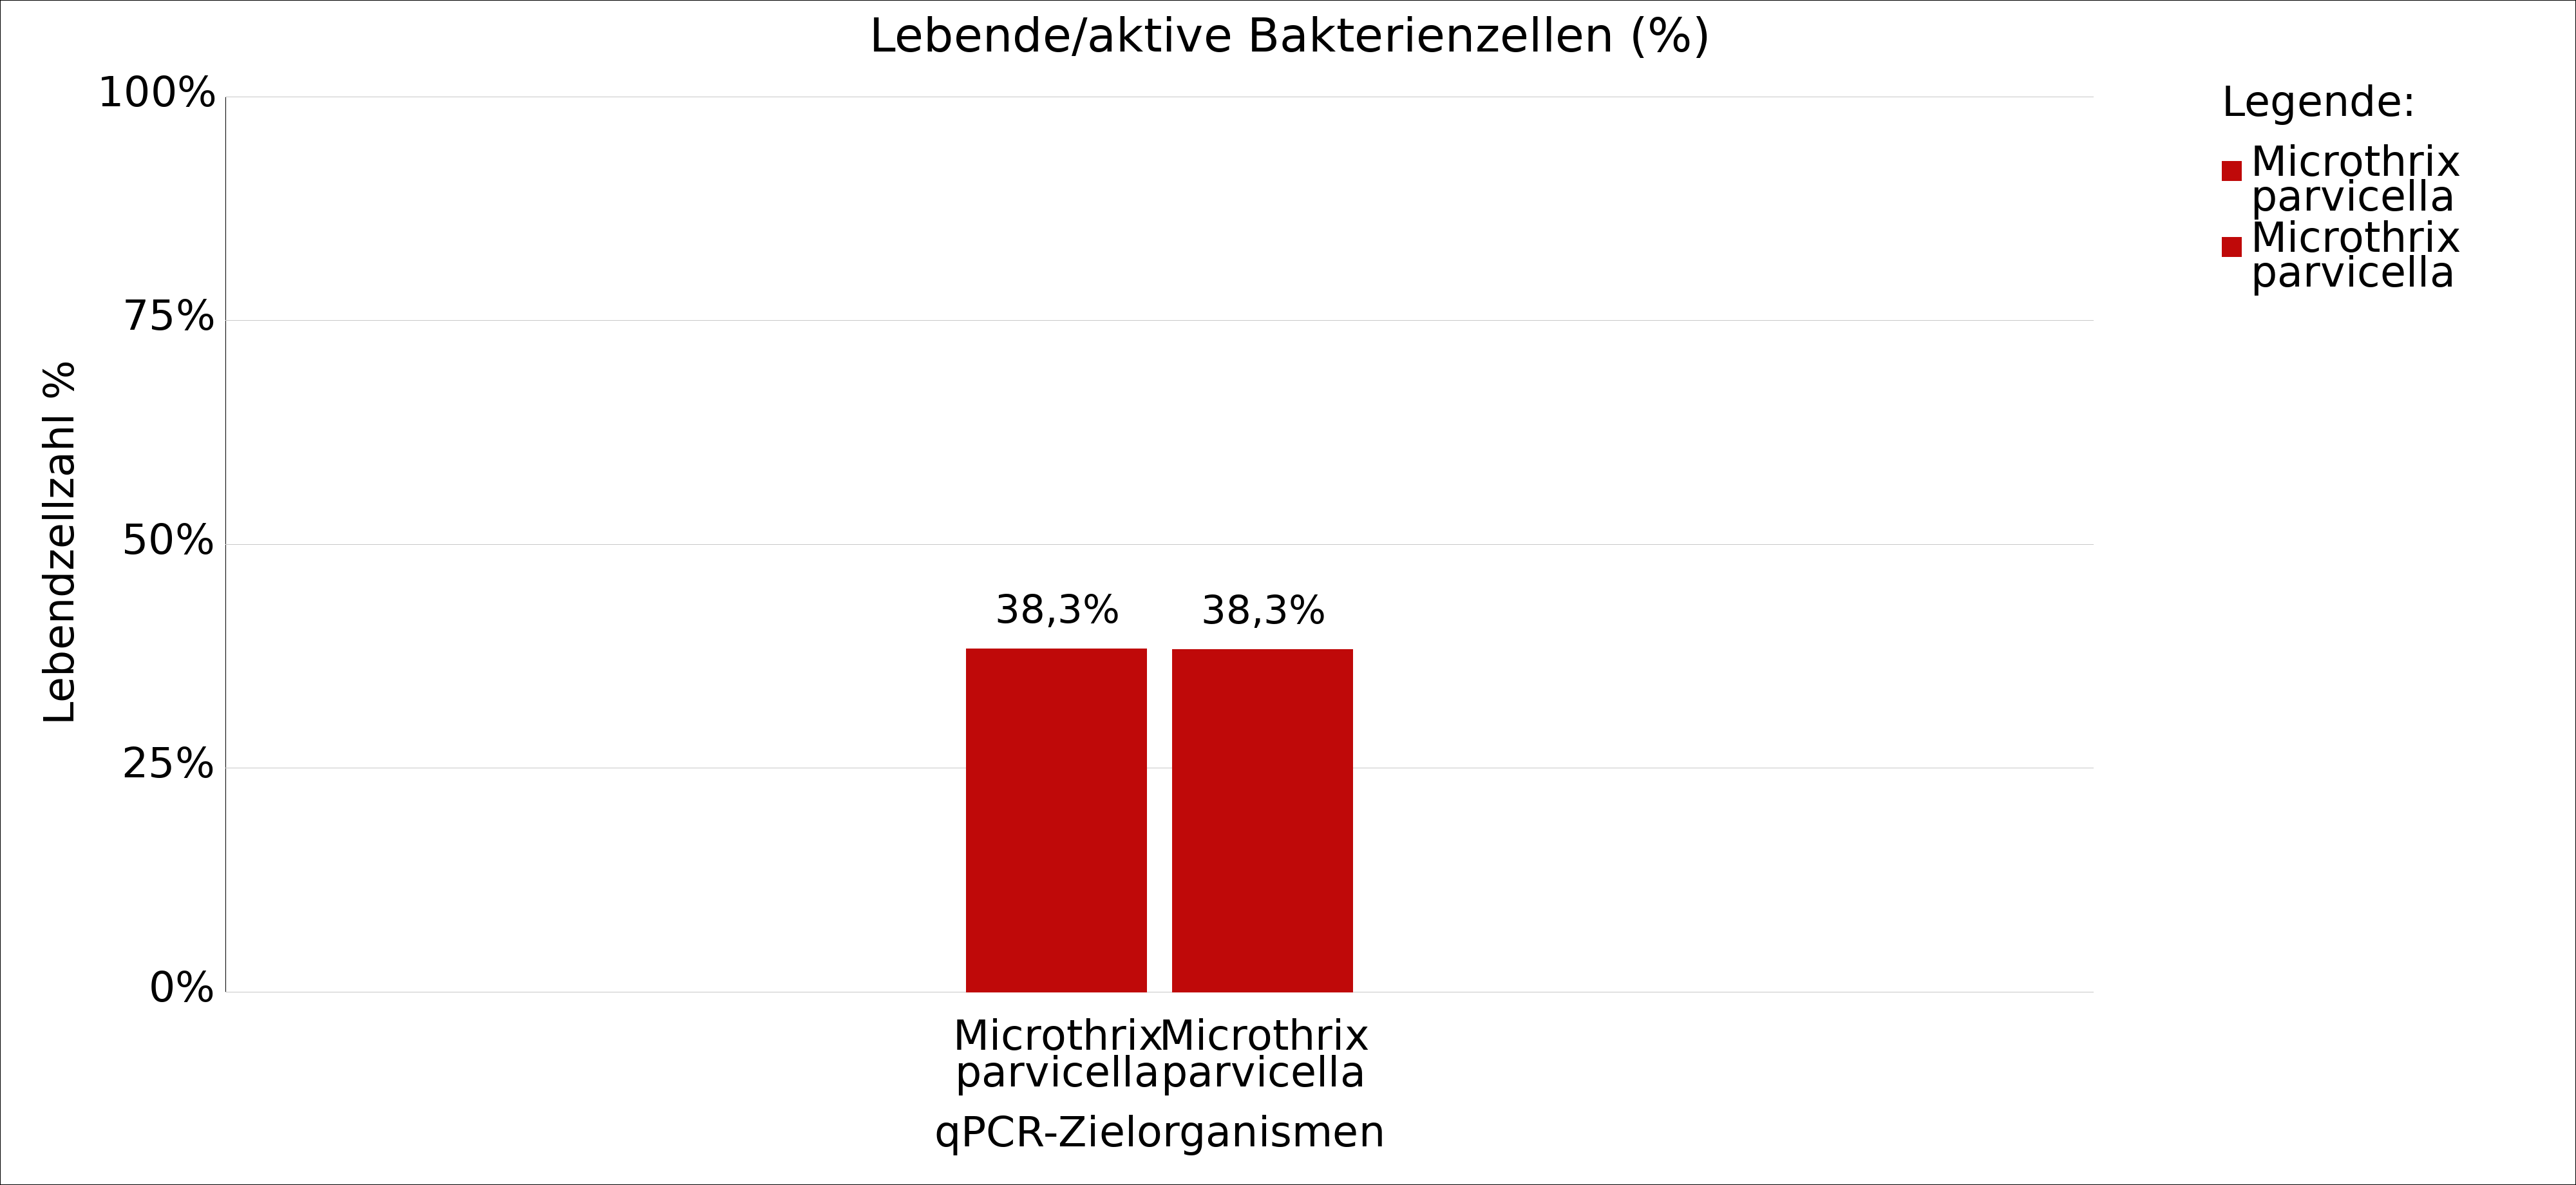 Lebende/aktive Bakterienzellen (%)
100%
75%
50%
25%
0%
Lebendzellzahl %
38,3%
38,3%
Microthrix
parvicella
Microthrix
parvicella
qPCR-Zielorganismen
Legende:
Microthrix
parvicella
Microthrix
parvicella